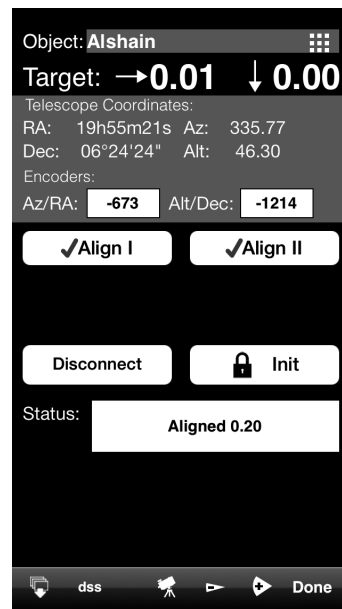 Object: Alshain
Target: →0.01 ↓0.00
Telescope Coordinates:
RA: 19h55m21s Az: 335.77
Dec: 06°24'24" Alt: 46.30
Encoders:
Az/RA: -673 Alt/Dec: -1214
✓Align I ✓Align II
Disconnect Init
Status: Aligned 0.20
dss Done